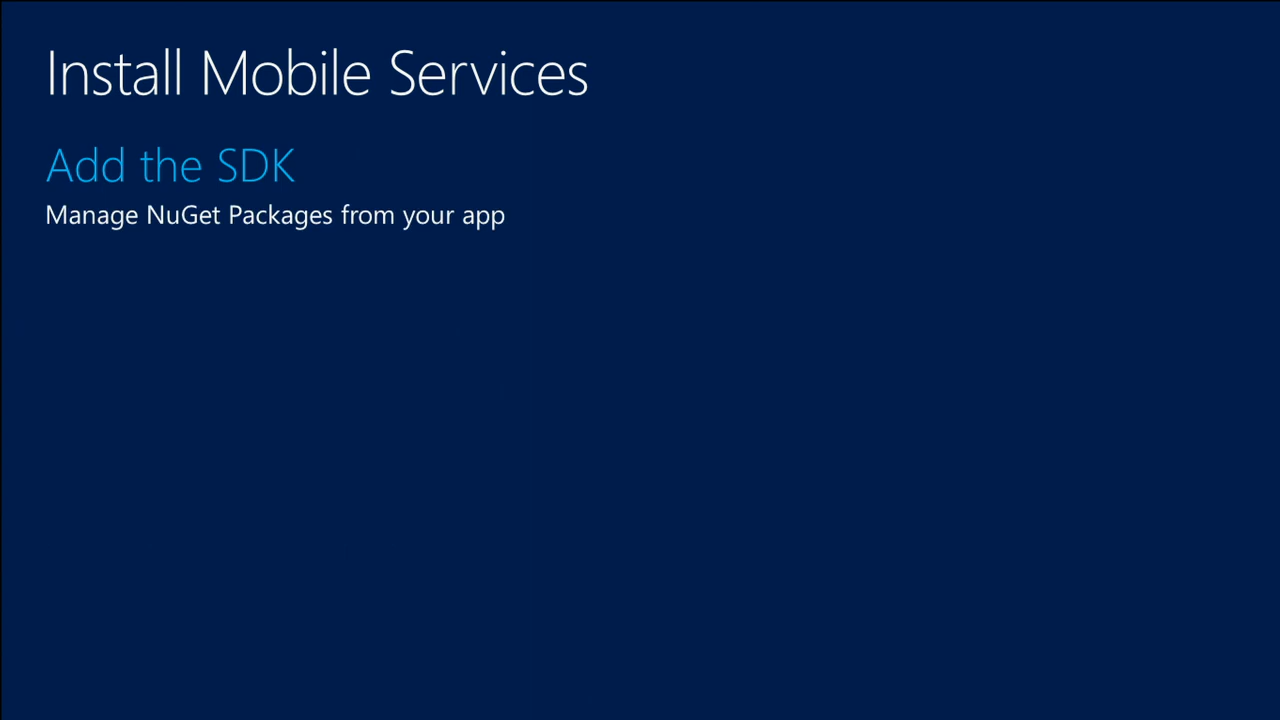 Install Mobile Services
Add the SDK
Manage NuGet Packages from your app